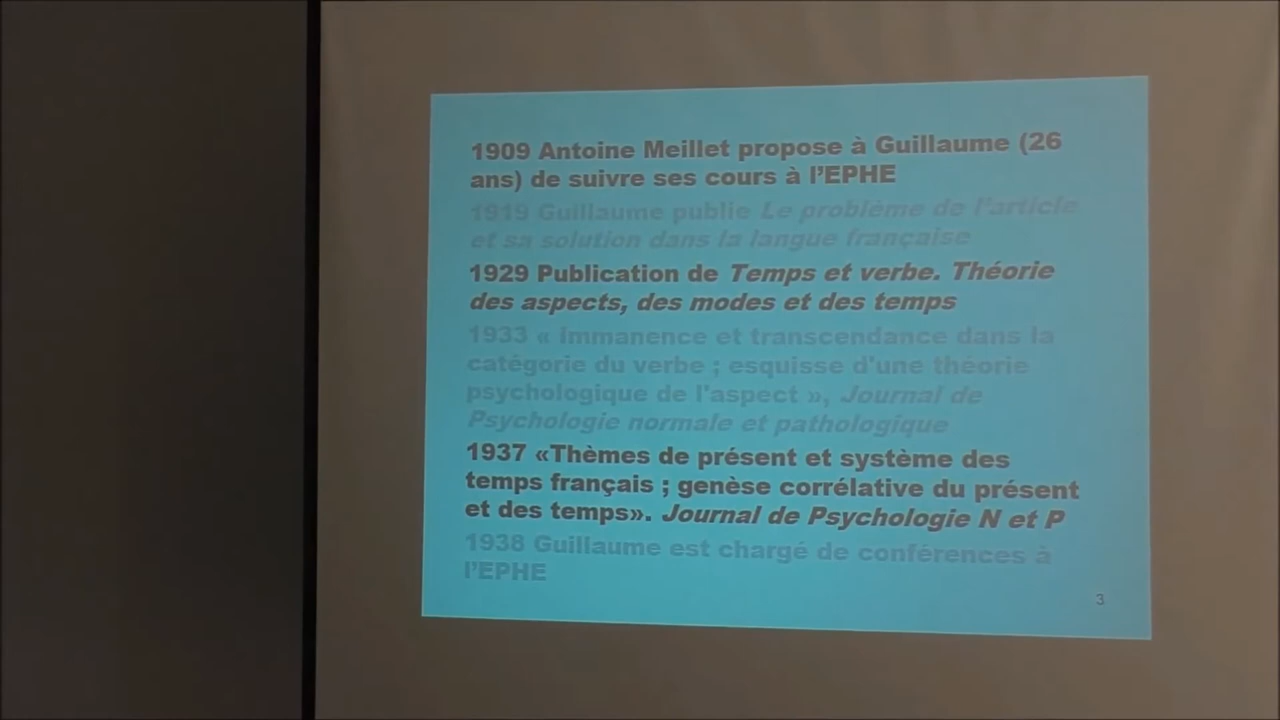 1909 Antoine Meillet propose à Guillaume (26
ans) de suivre ses cours à l'EPHE
1919 Guillaume publie Le problème de l'article
et sa solution dans la langue française
1929 Publication de Temps et verbe. Théorie
des aspects, des modes et des temps
1933 « Immanence et transcendance dans la
catégorie du verbe ; esquisse d'une théorie
psychologique de l'aspect », Journal de
Psychologie normale et pathologique
1937 «Thèmes de présent et système des
temps français ; genèse corrélative du présent
et des temps». Journal de Psychologie N et P
1938 Guillaume est chargé de conférences à
l'EPHE
3